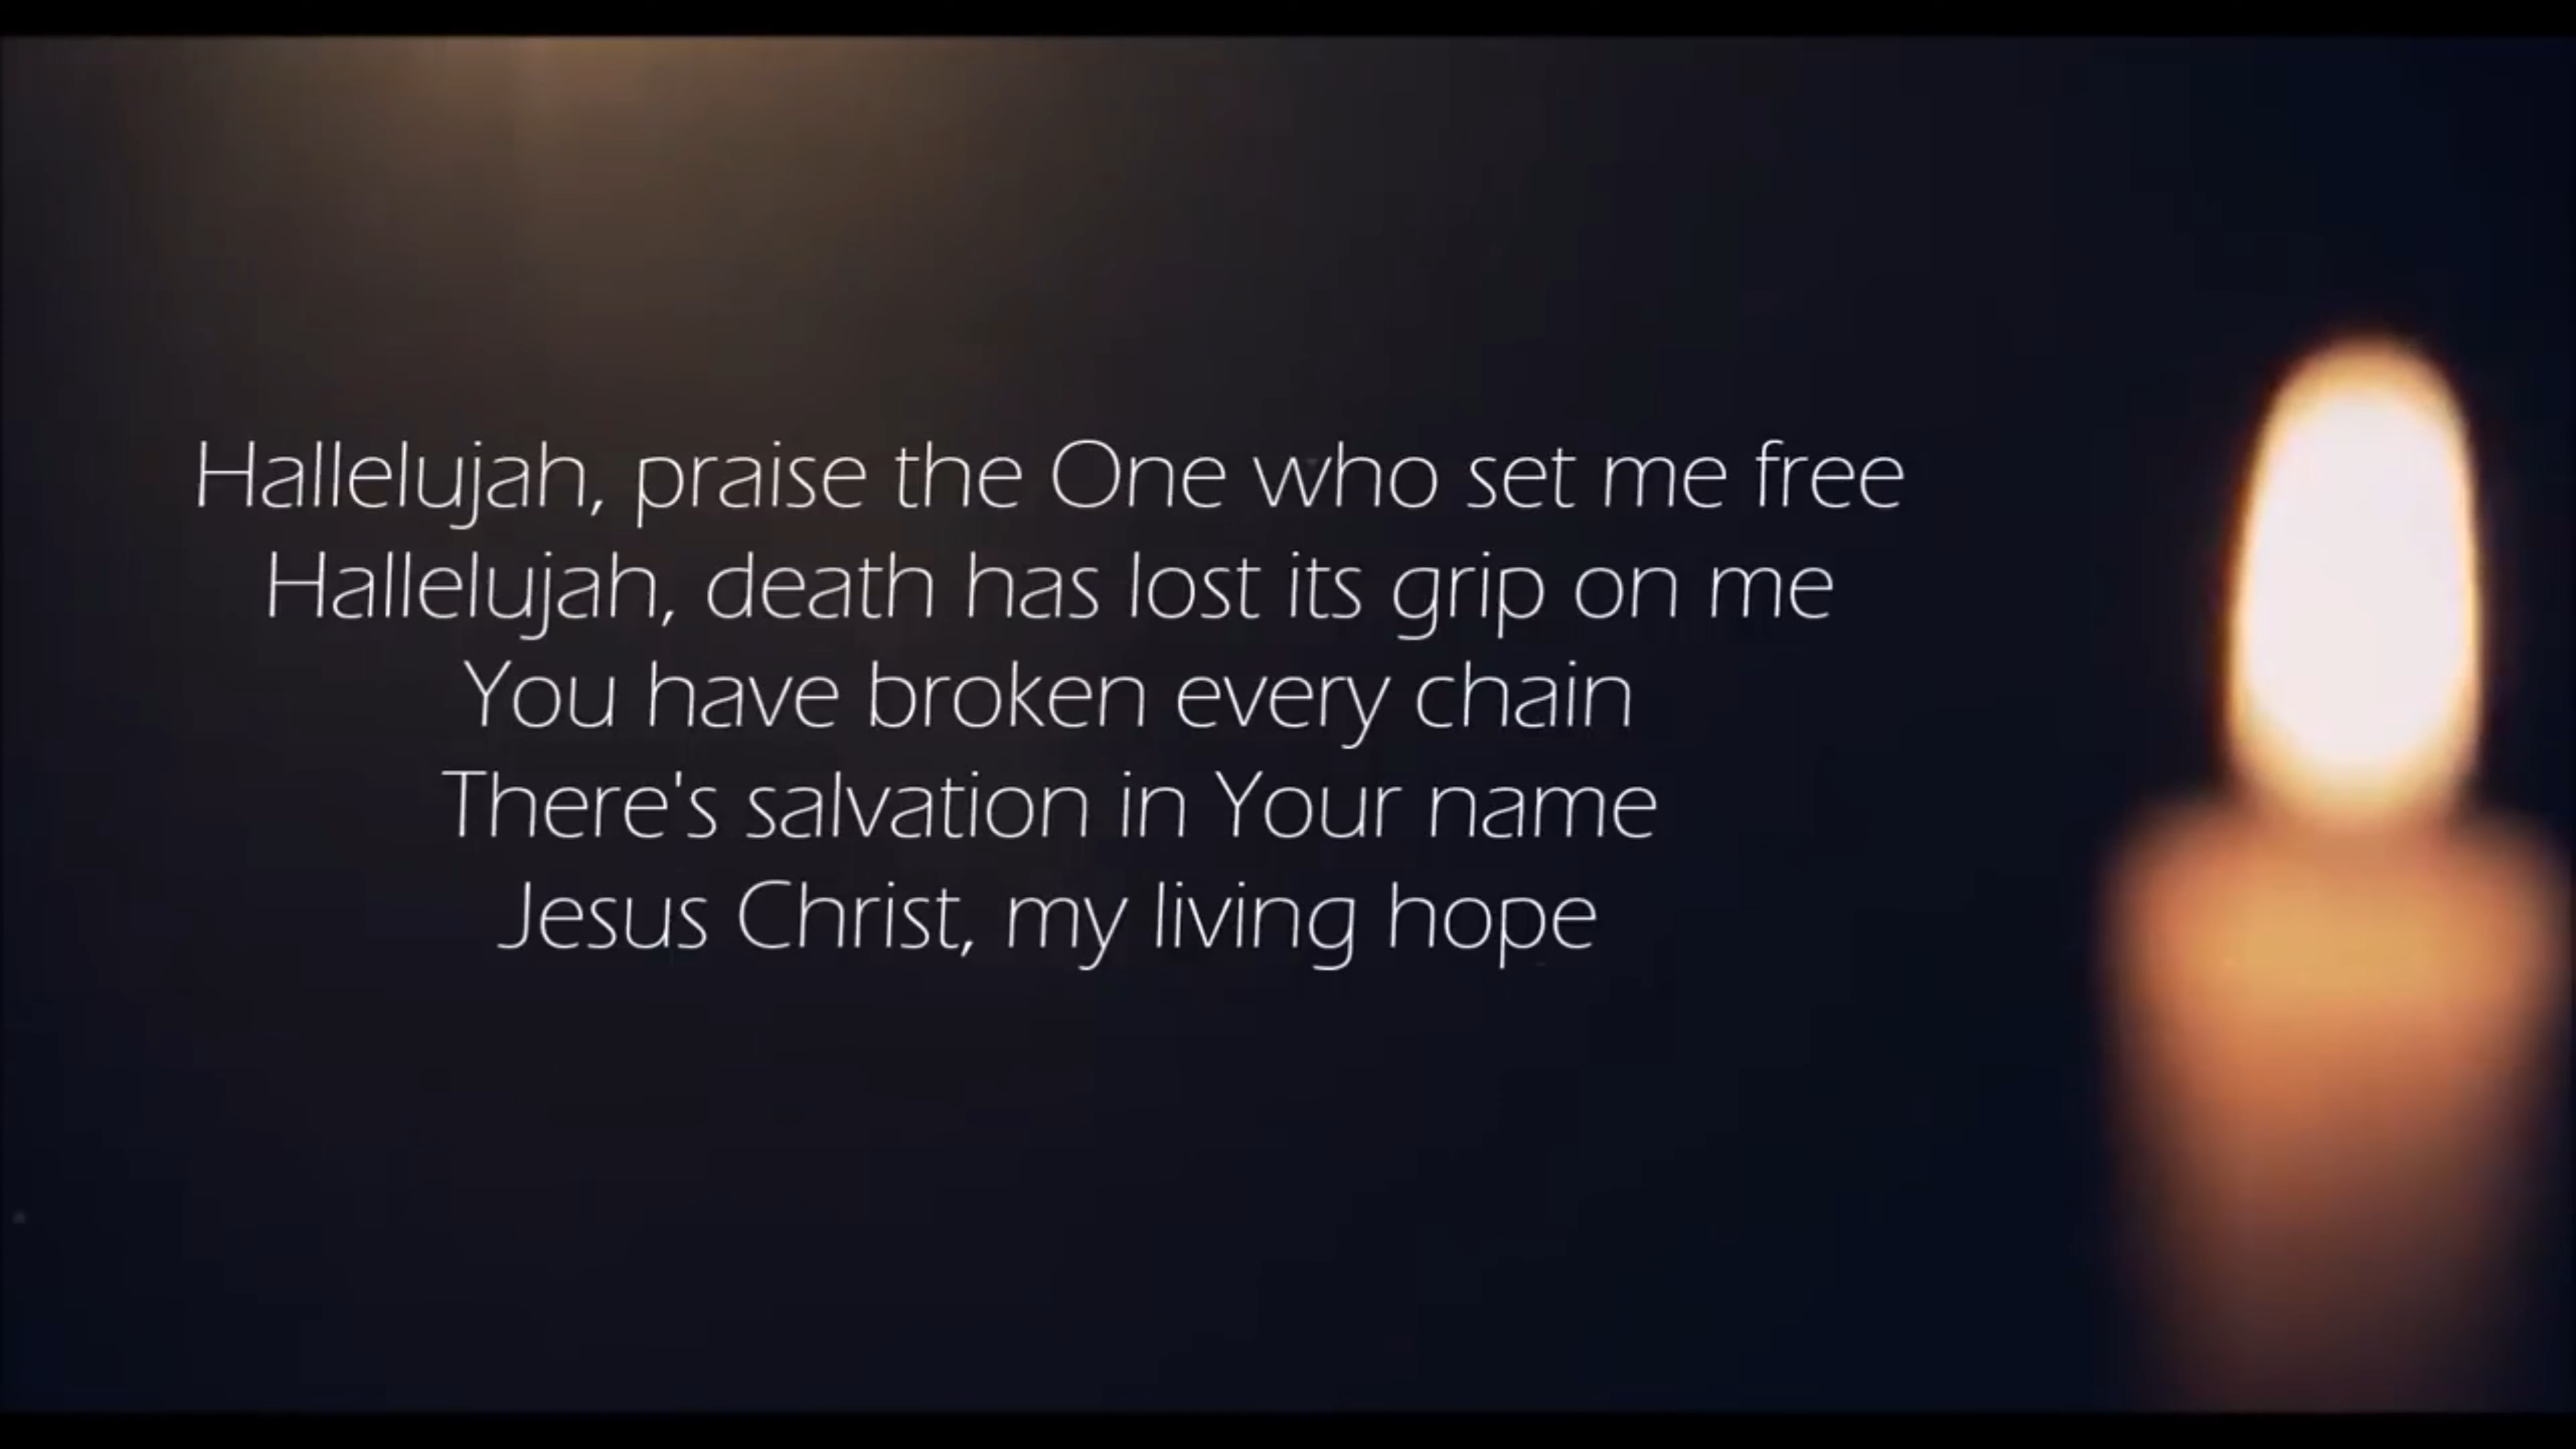 Hallelujah, praise the One who set me free
Hallelujah, death has lost its grip on me
You have broken every chain
There's salvation in Your name
Jesus Christ, my living hope